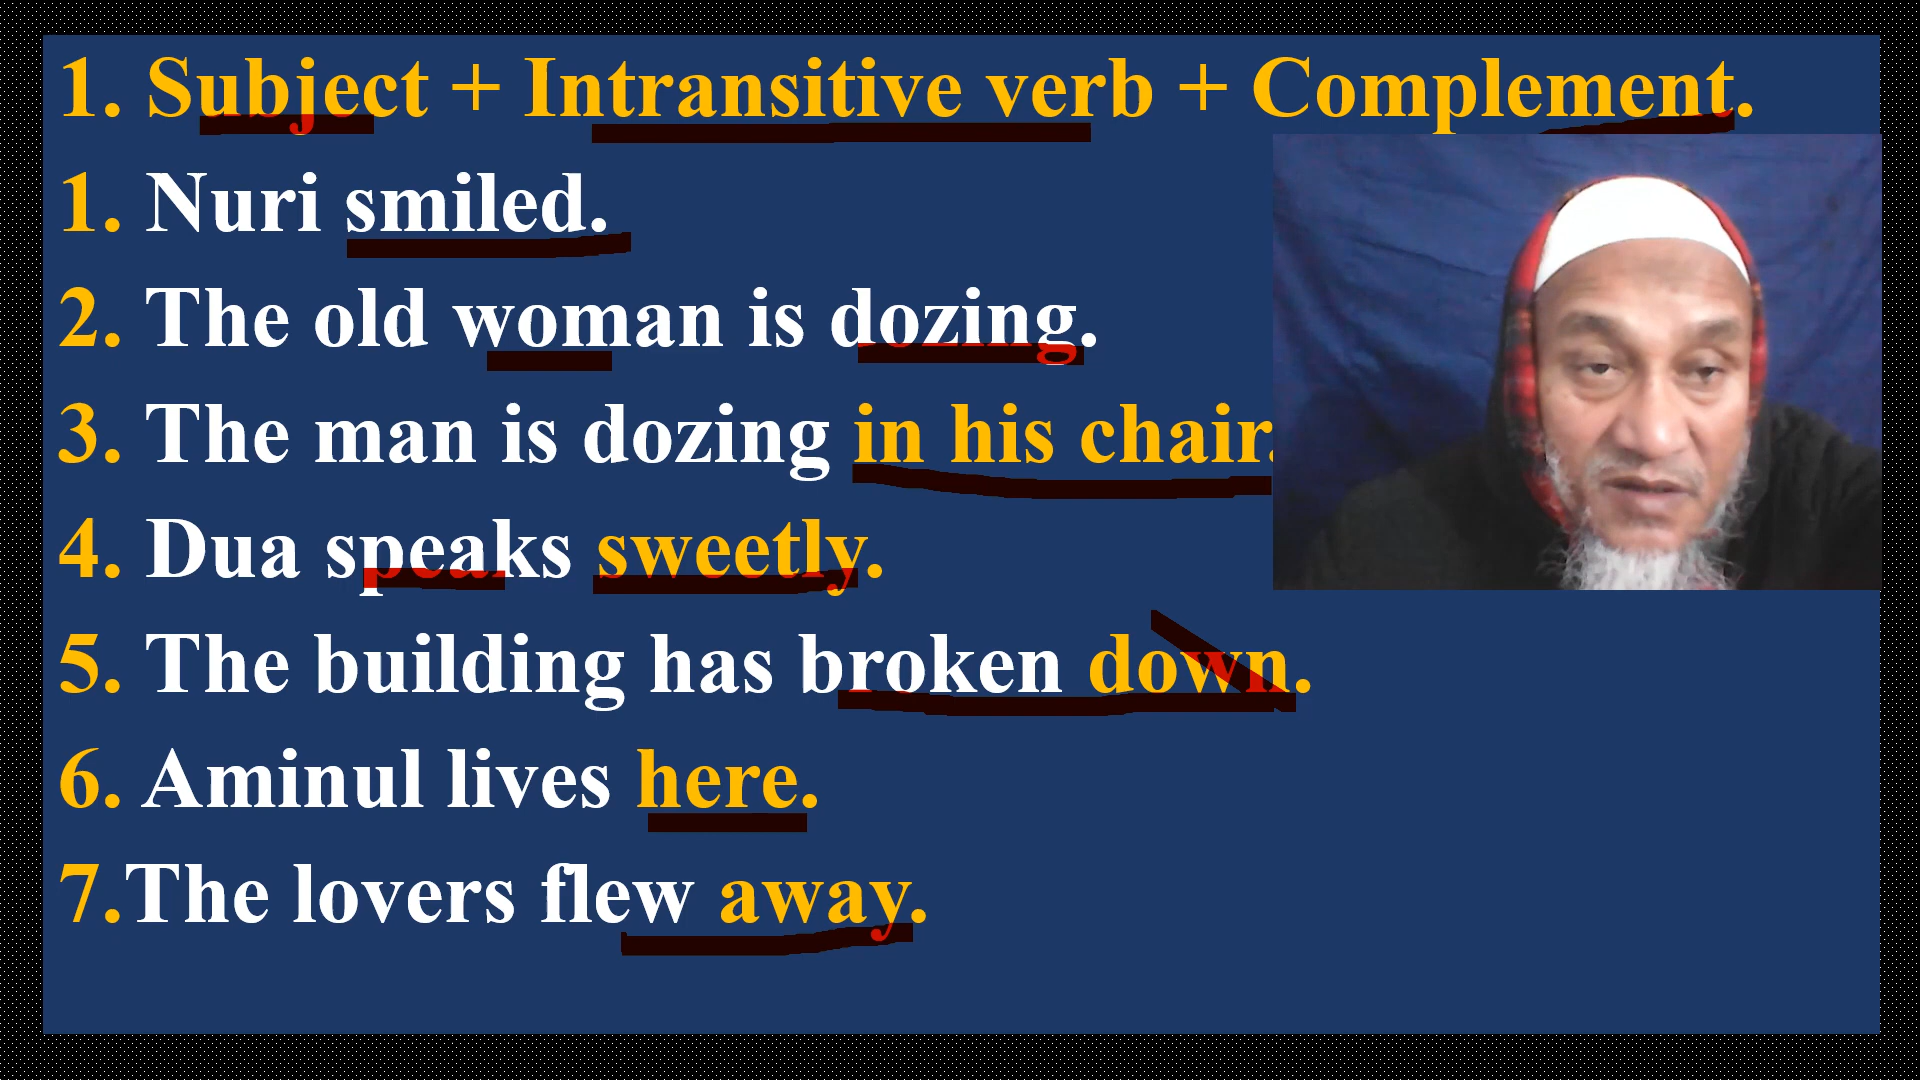 1. Subject + Intransitive verb + Complement.
1. Nuri smiled.
2. The old woman is dozing.
3. The man is dozing in his chair.
4. Dua speaks sweetly.
5. The building has broken down.
6. Aminul lives here.
7.The lovers flew away.